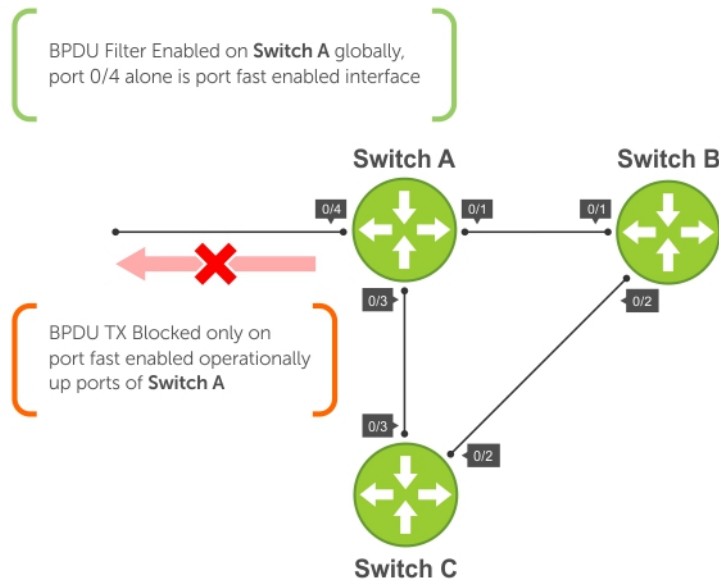 BPDU Filter Enabled on Switch A globally,
port 0/4 alone is port fast enabled interface
Switch A
Switch B
0/4
0/1
0/1
0/3
0/2
BPDU TX Blocked only on
port fast enabled operationally
up ports of Switch A
0/3
0/2
Switch C